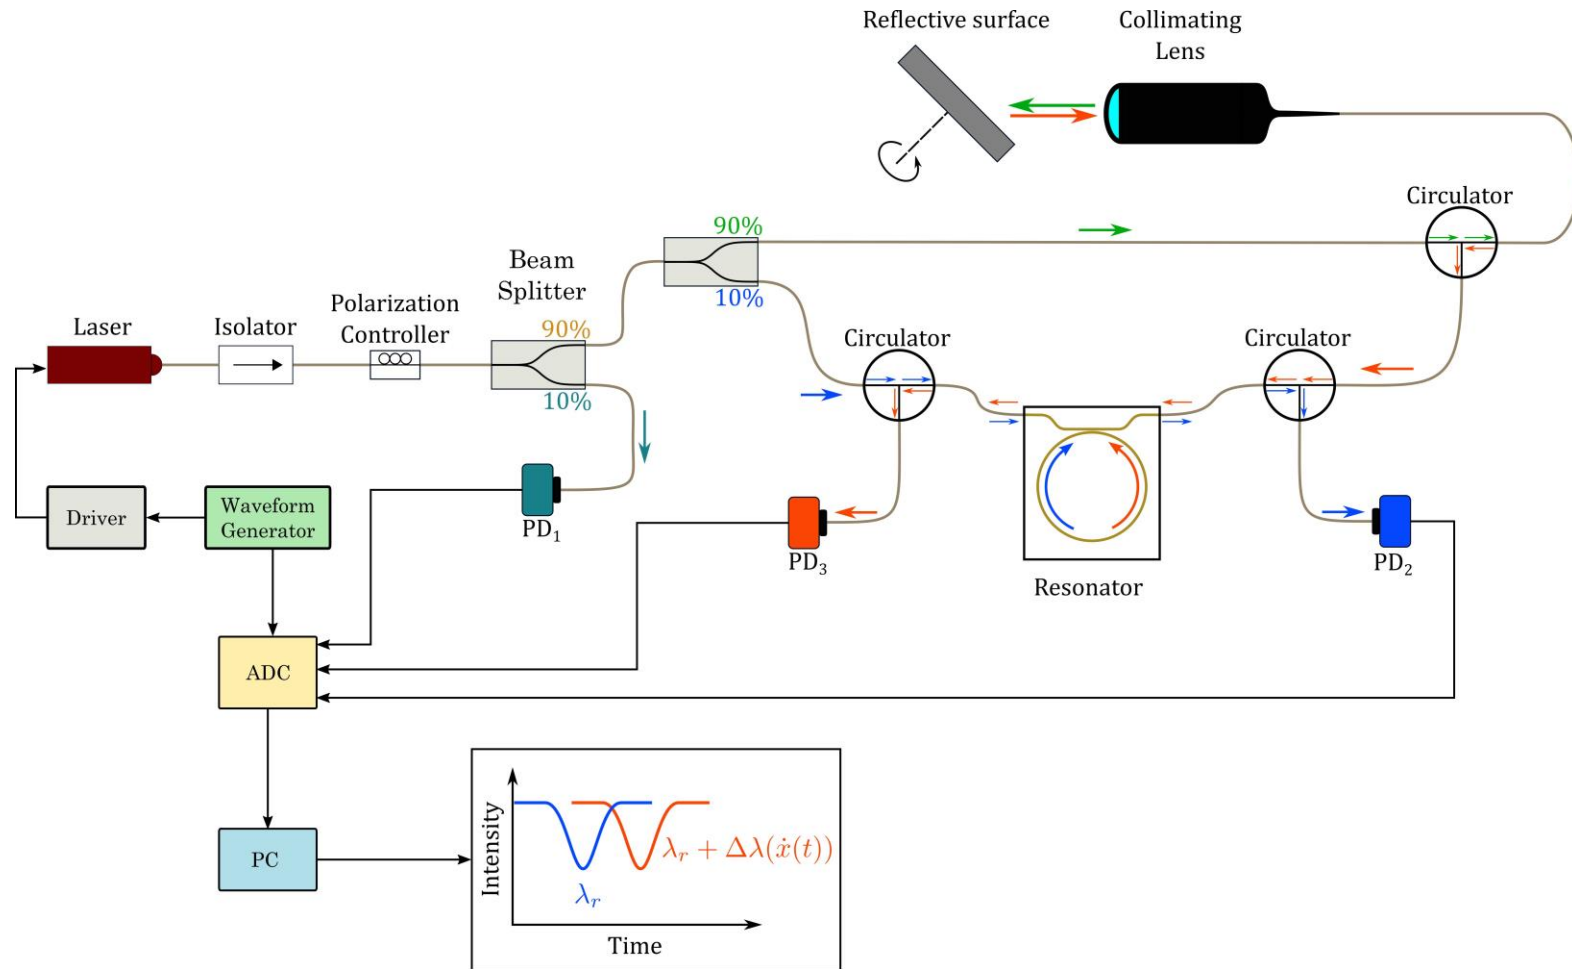 Reflective surface
Collimating
Lens
Circulator
90%
10%
Beam
Splitter
90%
10%
Polarization
Controller
Isolator
Laser
Circulator
Circulator
Driver
Waveform
Generator
PD₁
PD₃
Resonator
PD₂
ADC
PC
Intensity
λᵣ + Δλ(ẋ(t))
λᵣ
Time